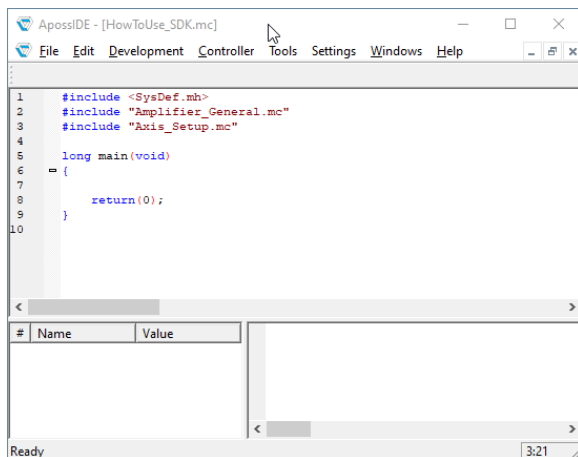 AposssIDE - [HowToUse_SDK.mc]
File Edit Development Controller Tools Settings Windows Help
1 #include <SysDef.mh>
2 #include "Amplifier_General.mc"
3 #include "Axis_Setup.mc"
4
5 long main(void)
6 {
7
8 return(0);
9 }
10
# Name Value
Ready 3:21